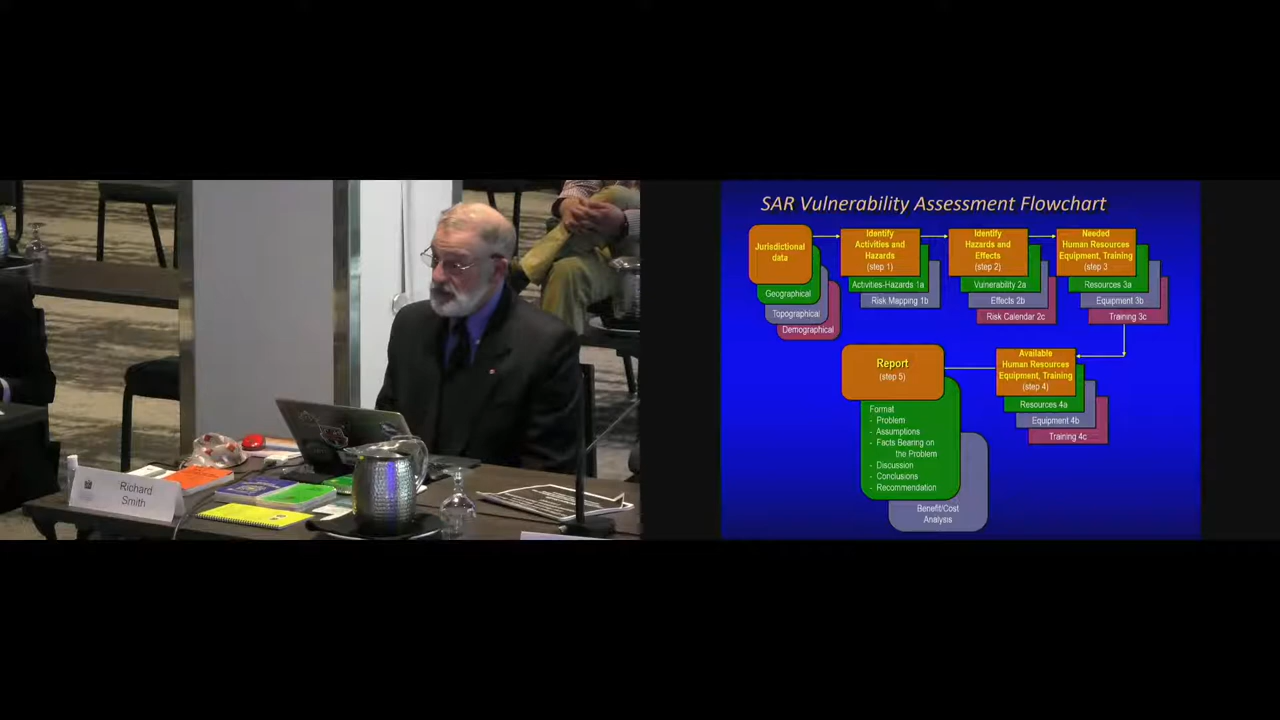 Richard
Smith
SAR Vulnerability Assessment Flowchart
Jurisdictional
data
Geographical
Topographical
Demographical
Identify
Activities and
Hazards
(step 1)
Activities-Hazards 1a
Risk Mapping 1b
Identify
Hazards and
Effects
(step 2)
Vulnerability 2a
Effects 2b
Risk Calendar 2c
Needed
Human Resources
Equipment, Training
(step 3
Resources 3a
Equipment 3b
Training 3c
Available
Human Resources
Equipment, Training
(step 4)
Resources 4a
Equipment 4b
Training 4c
Report
(step 5)
Format
- Problem
- Assumptions
- Facts Bearing on
the Problem
- Discussion
- Conclusions
- Recommendation
Benefit/Cost
Analysis